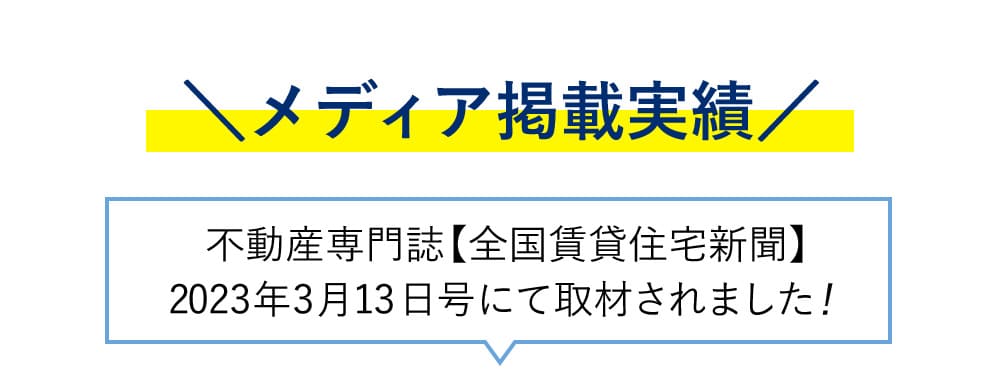 ＼メディア掲載実績／
不動産専門誌【全国賃貸住宅新聞】
2023年3月13日号にて取材されました！